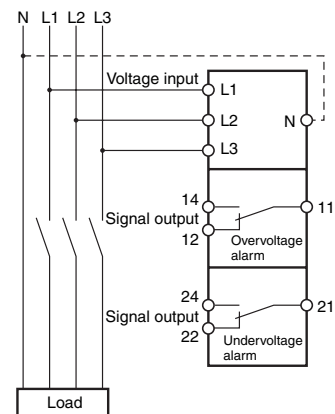 N L1 L2 L3
Voltage input
L1
L2
N
L3
14
11
Signal output
12
Overvoltage
alarm
24
21
Signal output
22
Undervoltage
alarm
Load